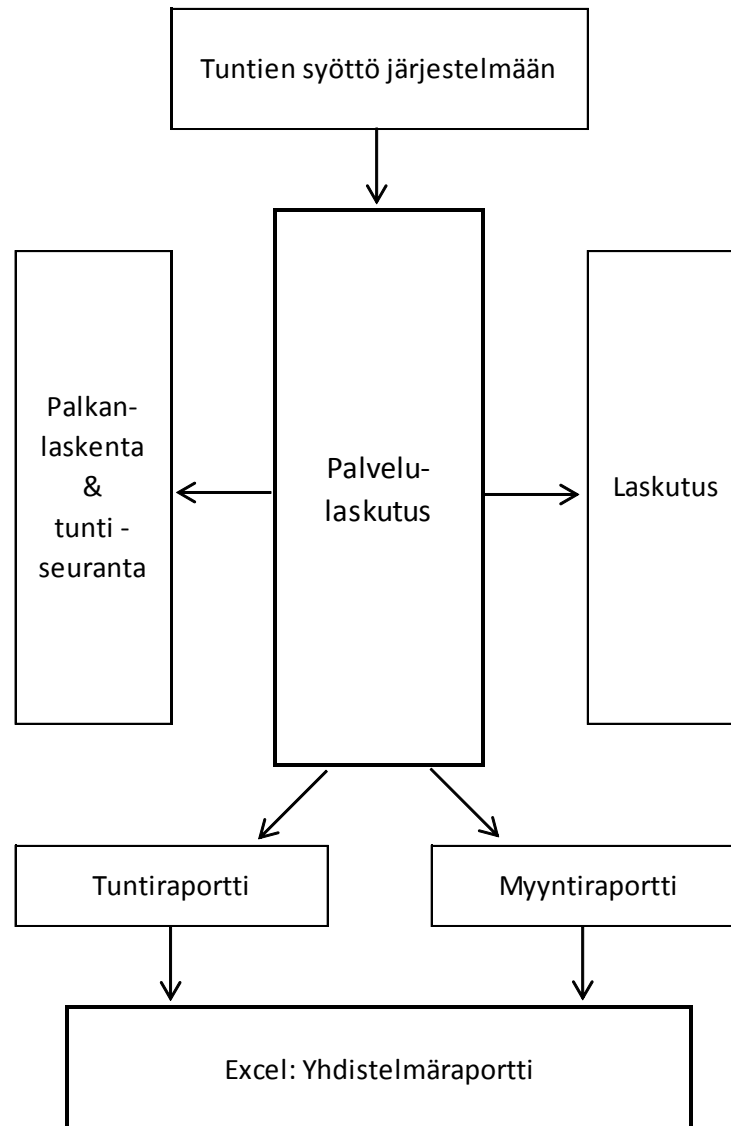 Tuntien syöttö järjestelmään
Palkan-
laskenta
&
tunti -
seuranta
Palvelu-
laskutus
Laskutus
Tuntiraportti
Myyntiraportti
Excel: Yhdistelmäraportti